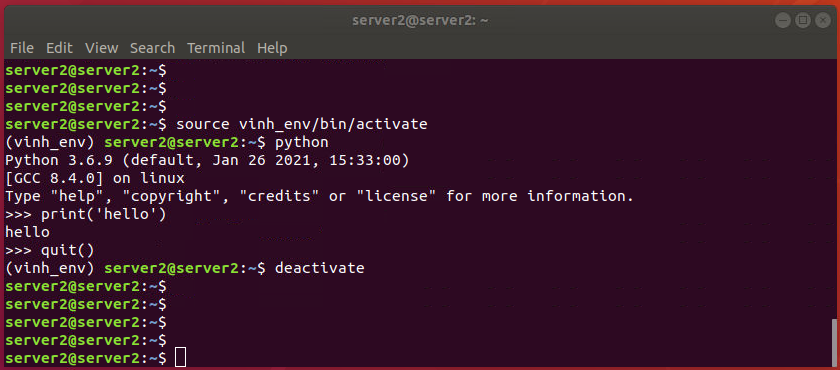 server2@server2: ~
File Edit View Search Terminal Help
server2@server2:~$
server2@server2:~$
server2@server2:~$
server2@server2:~$ source vinh_env/bin/activate
(vinh_env) server2@server2:~$ python
Python 3.6.9 (default, Jan 26 2021, 15:33:00)
[GCC 8.4.0] on linux
Type "help", "copyright", "credits" or "license" for more information.
>>> print('hello')
hello
>>> quit()
(vinh_env) server2@server2:~$ deactivate
server2@server2:~$
server2@server2:~$
server2@server2:~$
server2@server2:~$
server2@server2:~$